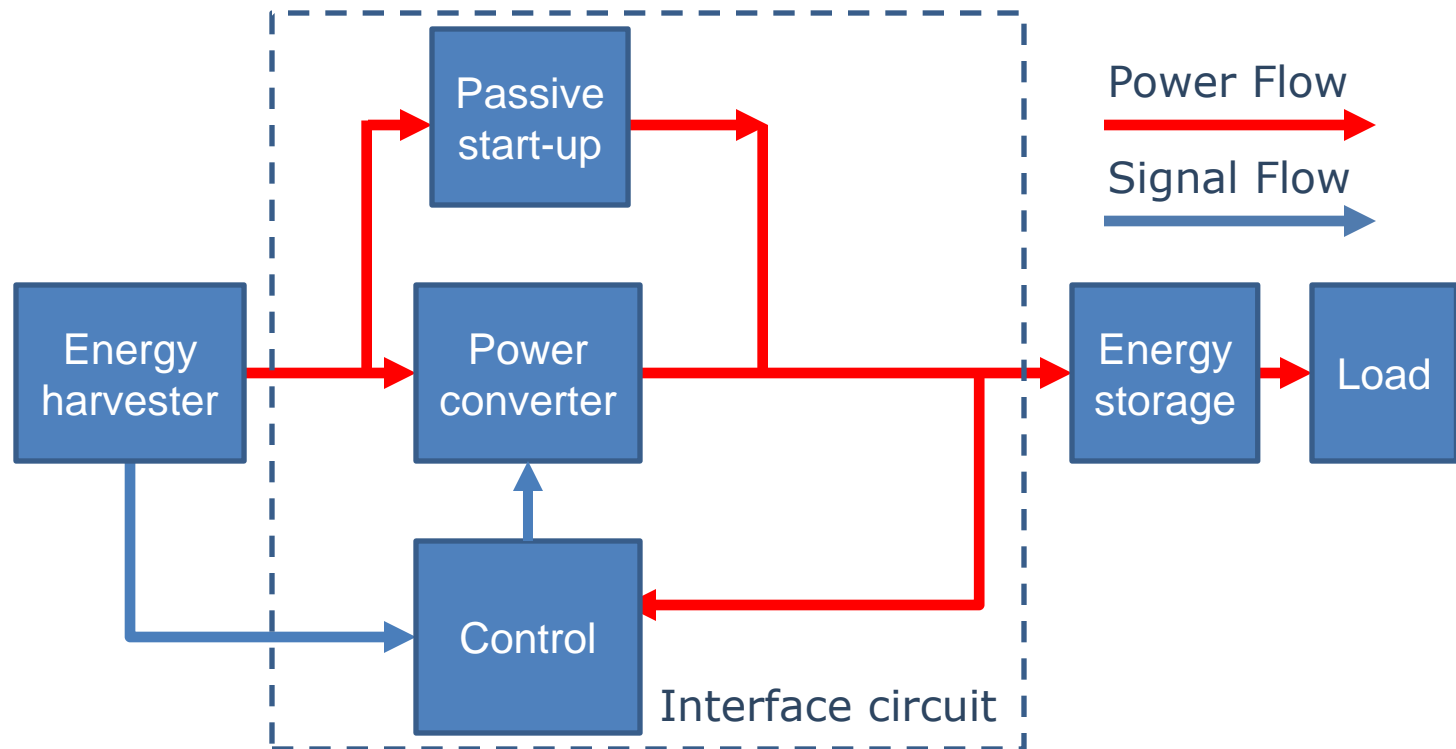 Passive
start-up
Power Flow
Signal Flow
Energy
harvester
Power
converter
Energy
storage
Load
Control
Interface circuit